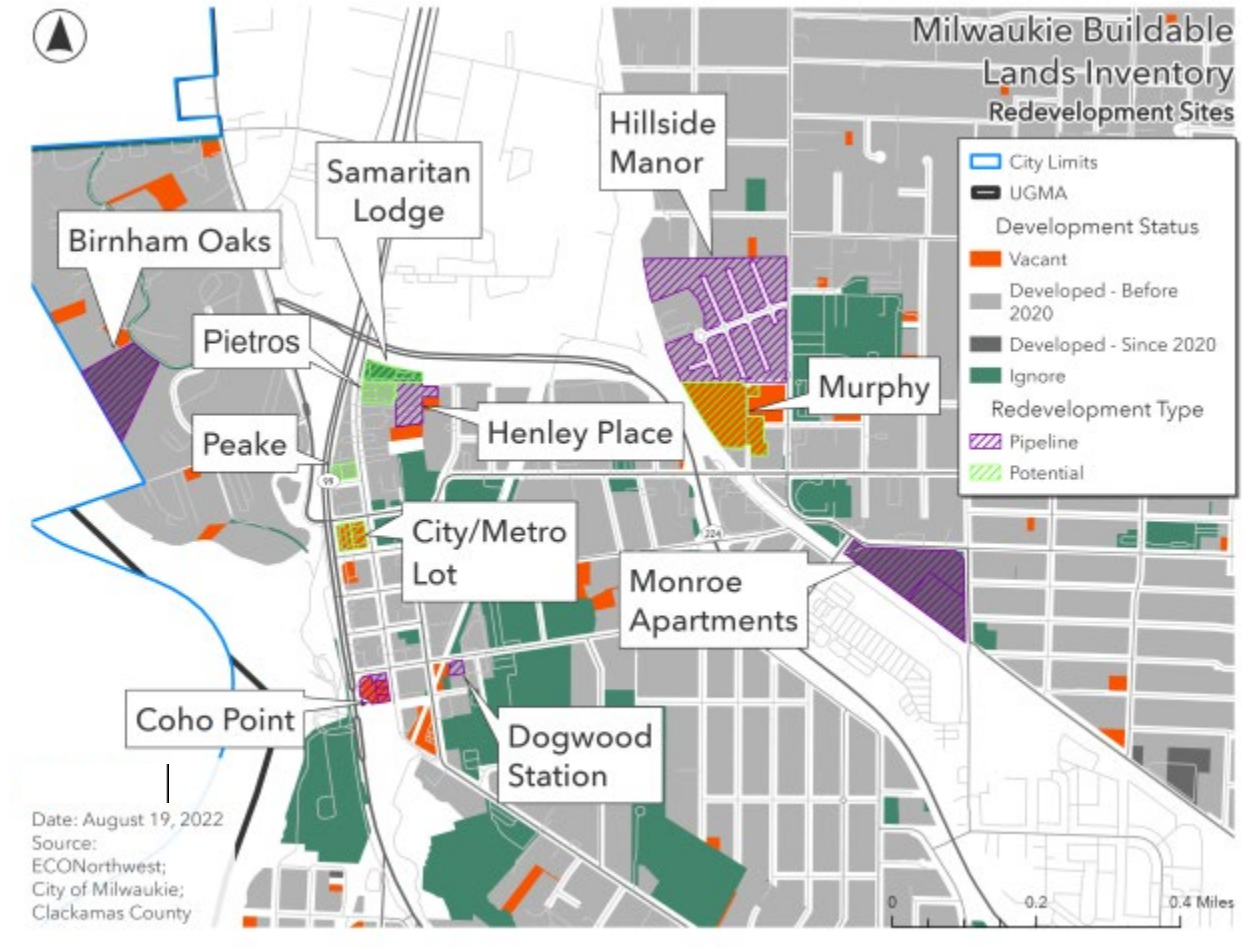 Milwaukie Buildable
Lands Inventory
Redevelopment Sites
City Limits
UGMA
Development Status
Vacant
Developed - Before
2020
Developed - Since 2020
Ignore
Redevelopment Type
Pipeline
Potential
Hillside
Manor
Samaritan
Lodge
Birnham Oaks
Pietros
Murphy
Henley Place
Peake
99
City/Metro
Lot
224
Monroe
Apartments
Coho Point
Dogwood
Station
Date: August 19, 2022
Source:
ECONorthwest;
City of Milwaukie;
Clackamas County
0 0.2 0.4 Miles